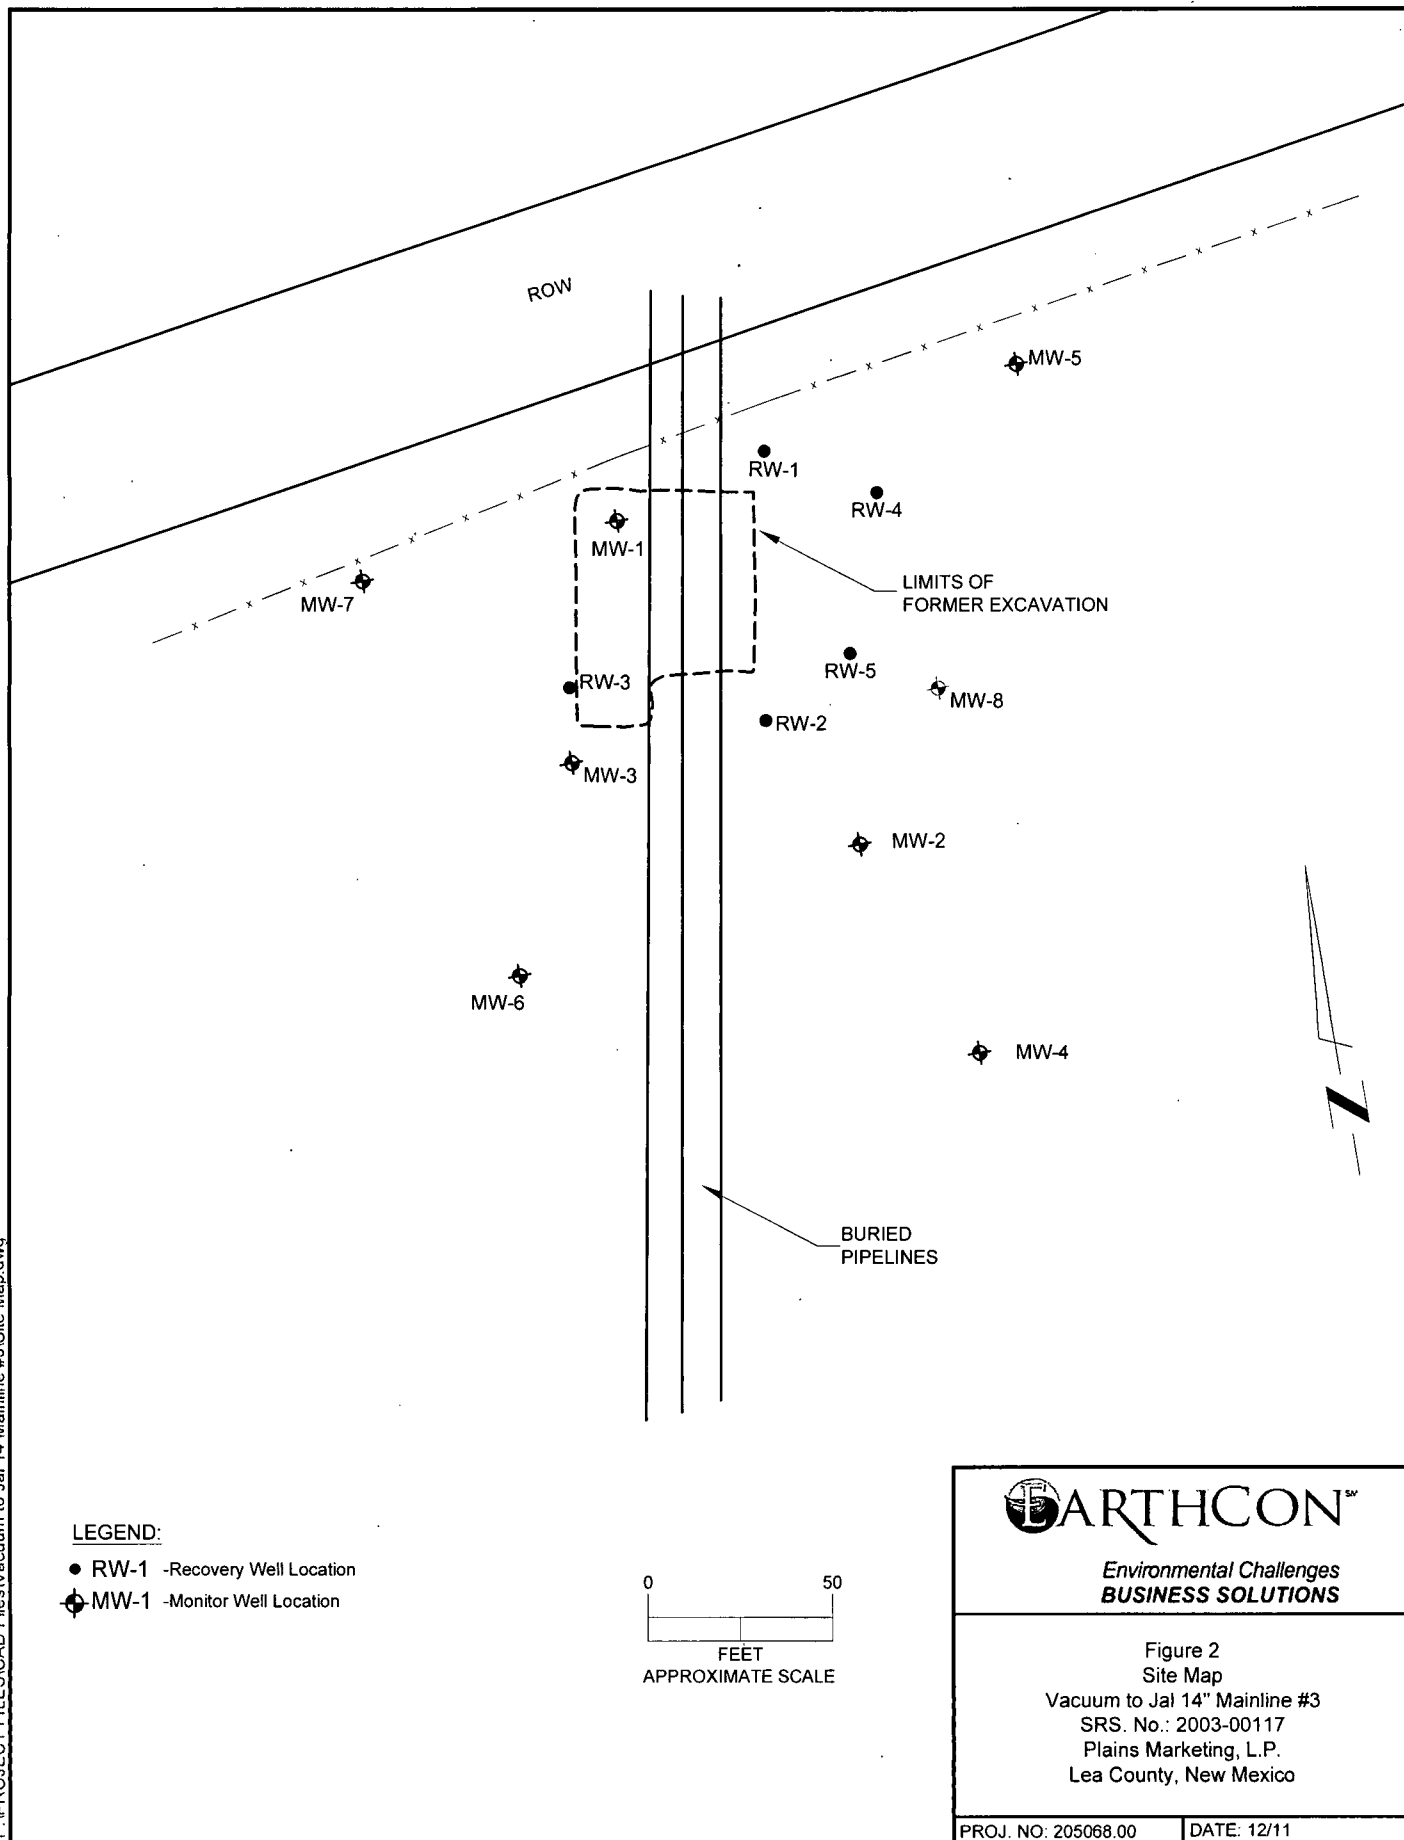 ROW
MW-5
RW-1
RW-4
MW-1
LIMITS OF
FORMER EXCAVATION
MW-7
RW-5
RW-3
MW-8
RW-2
MW-3
MW-2
MW-6
MW-4
N
BURIED
PIPELINES
LEGEND:
RW-1 -Recovery Well Location
MW-1 -Monitor Well Location
0 50
FEET
APPROXIMATE SCALE
EARTHCON SM
Environmental Challenges
BUSINESS SOLUTIONS
Figure 2
Site Map
Vacuum to Jal 14" Mainline #3
SRS. No.: 2003-00117
Plains Marketing, L.P.
Lea County, New Mexico
PROJ. NO: 205068.00 DATE: 12/11